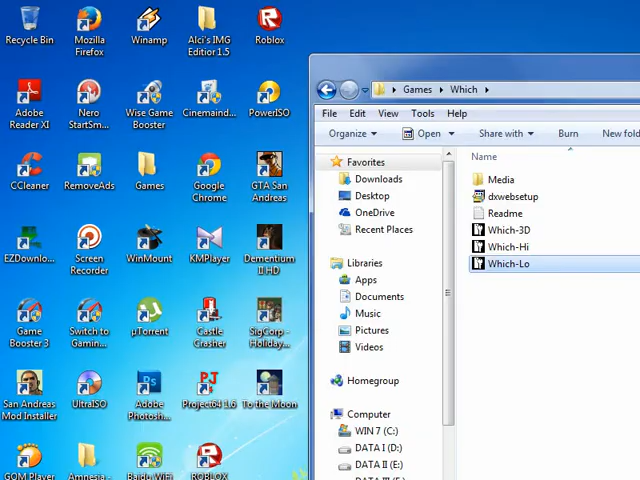 Recycle Bin
Mozilla
Firefox
Winamp
Alci's IMG
Editior 1.5
Roblox
Adobe
Reader XI
Nero
StartSm...
Wise Game
Booster
Cinemaind...
PowerISO
CCleaner
RemoveAds
Games
Google
Chrome
GTA San
Andreas
EZDownlo...
Screen
Recorder
WinMount
KMPlayer
Dementium
II HD
Game
Booster 3
Switch to
Gamin...
µTorrent
Castle
Crasher
SigCorp -
Holiday...
San Andreas
Mod Installer
UltraISO
Adobe
Photosh...
Project64 1.6
To the Moon
GOM Player
Amnesia
Baidu WiFi
ROBLOX
Games
Which
File Edit View Tools Help
Organize Open Share with Burn New fold
Favorites
Downloads
Desktop
OneDrive
Recent Places
Libraries
Apps
Documents
Music
Pictures
Videos
Homegroup
Computer
WIN 7 (C:)
DATA I (D:)
DATA II (E:)
Name
Media
dxwebsetup
Readme
Which-3D
Which-Hi
Which-Lo